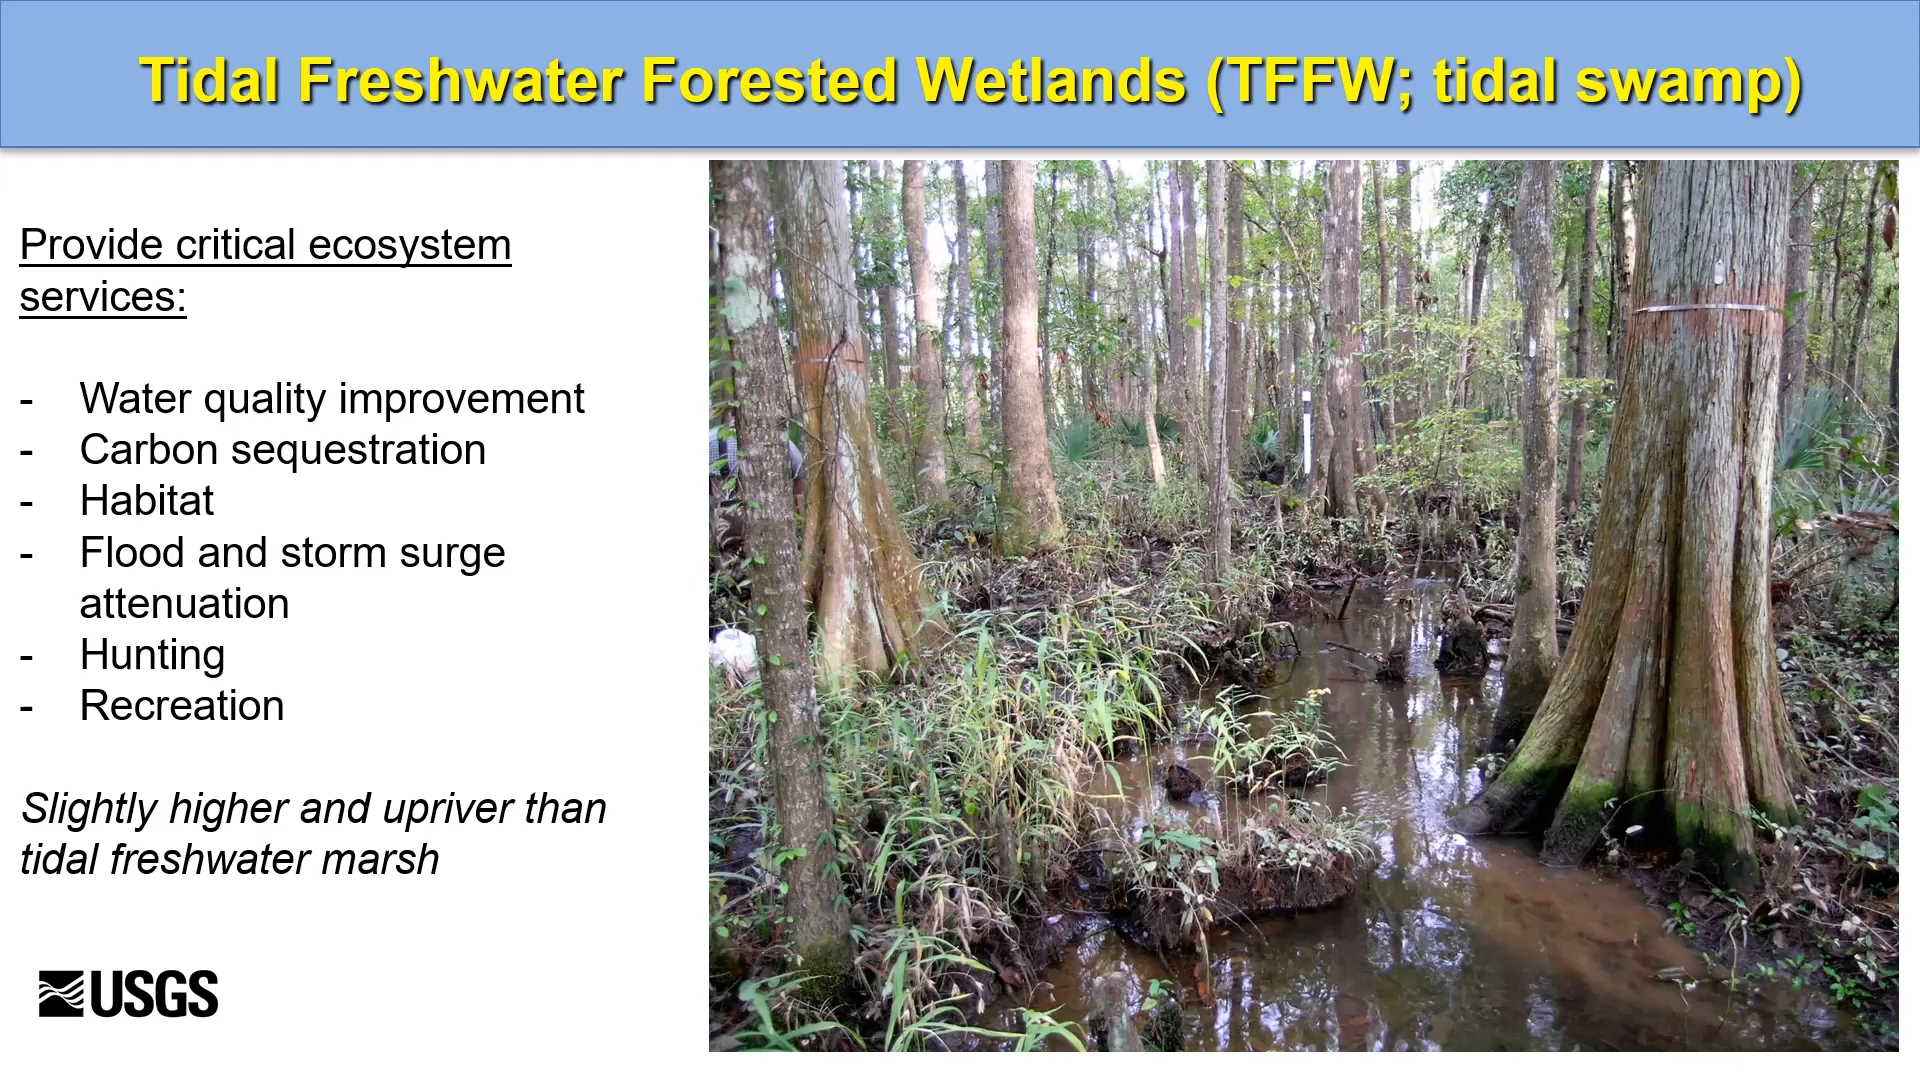 Tidal Freshwater Forested Wetlands (TFFW; tidal swamp)
Provide critical ecosystem
services:
- Water quality improvement
- Carbon sequestration
- Habitat
- Flood and storm surge
attenuation
- Hunting
- Recreation
Slightly higher and upriver than
tidal freshwater marsh
USGS